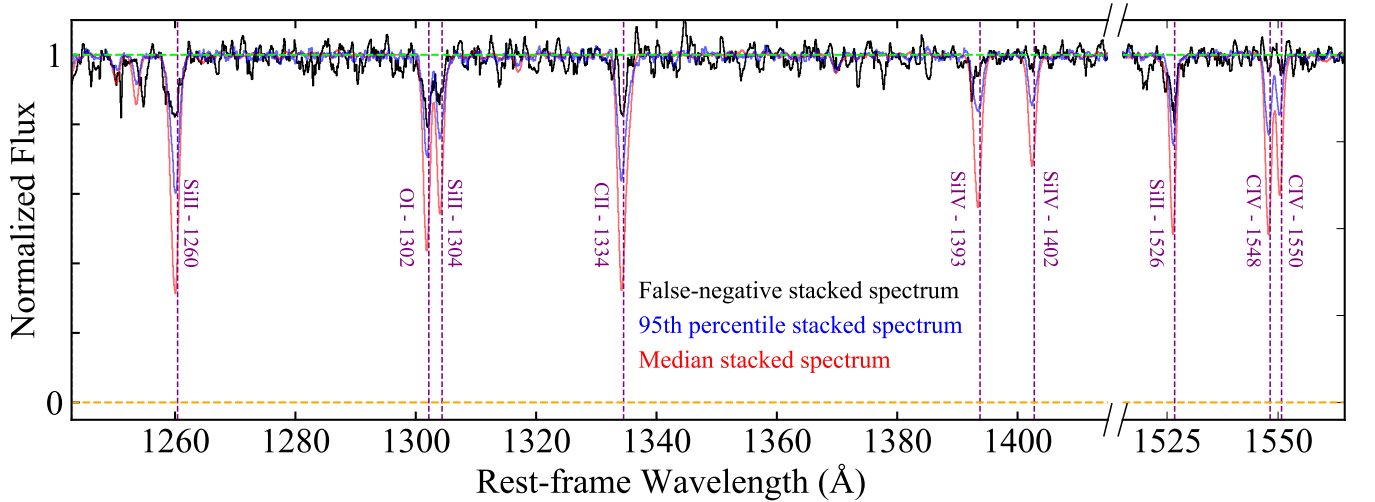 1
0
Normalized Flux
SiII - 1260
OI - 1302
SiII - 1304
CII - 1334
SiIV - 1393
SiIV - 1402
SiII - 1526
CIV - 1548
CIV - 1550
False-negative stacked spectrum
95th percentile stacked spectrum
Median stacked spectrum
1260 1280 1300 1320 1340 1360 1380 1400 1525 1550
Rest-frame Wavelength (Å)